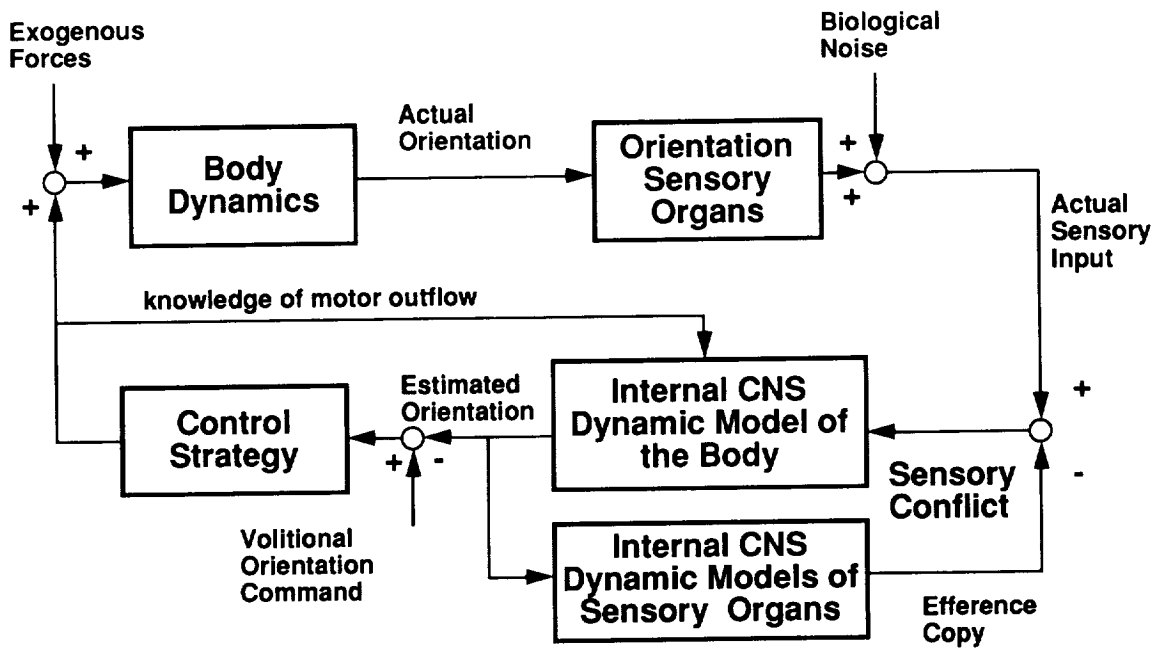 Exogenous
Forces
Biological
Noise
+
+
Body
Dynamics
Actual
Orientation
Orientation
Sensory
Organs
+
+
Actual
Sensory
Input
knowledge of motor outflow
Control
Strategy
Estimated
Orientation
+ -
Volitional
Orientation
Command
Internal CNS
Dynamic Model of
the Body
+
-
Sensory
Conflict
Internal CNS
Dynamic Models of
Sensory Organs
Efference
Copy